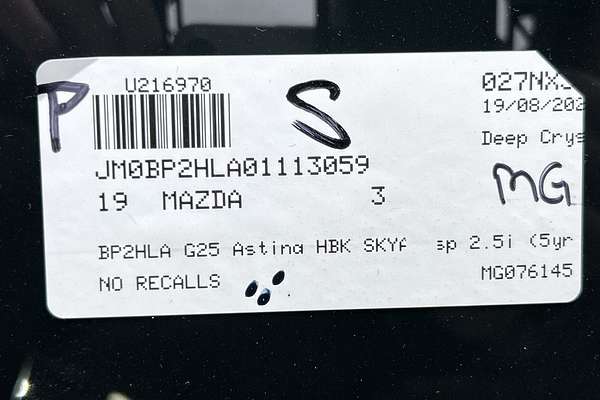 P
U216970
S
027NX
19/08/202
Deep Crys
JM0BP2HLA01113059
MG
19 MAZDA 3
BP2HLA G25 Astina HBK SKYA sp 2.5i (5yr
NO RECALLS
MG076145